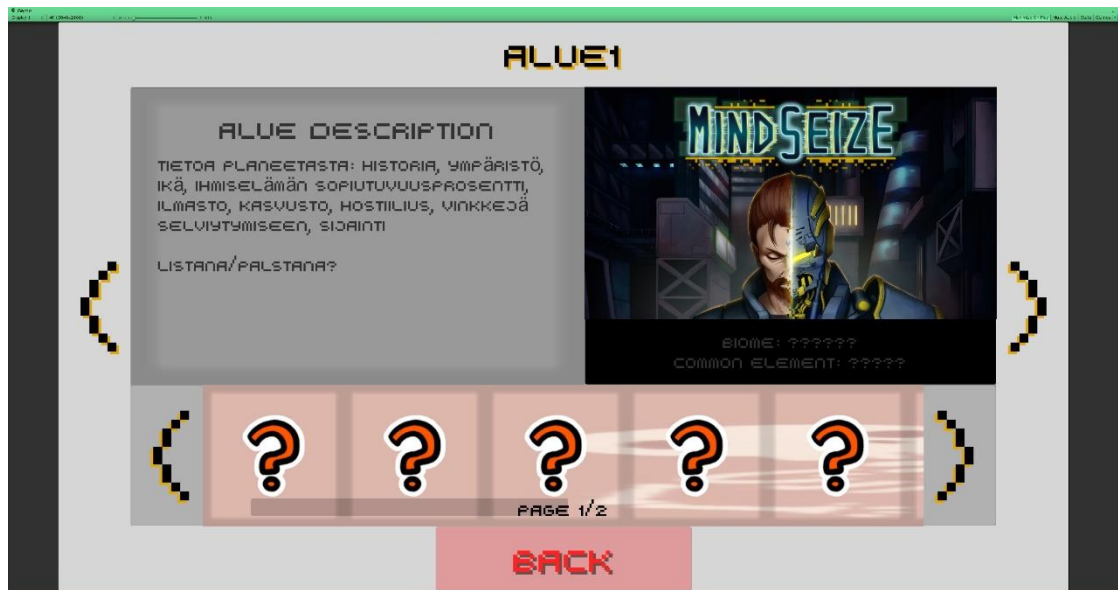 ALUE1
ALUE DESCRIPTION
TIETOA PLANEETASTA: HISTORIA, YMPÄRISTÖ,
IKÄ, IHMISELÄMÄN SOPIUTUVUUSPROSENTTI,
ILMASTO, KASVUSTO, HOSTIILIUS, VINKKEJÄ
SELVIYTYMISEEN, SIJAINTI
LISTANA/PALSTANA?
MINDSEIZE
BIOME: ??????
COMMON ELEMENT: ?????
? ? ? ? ?
PAGE 1/2
BACK